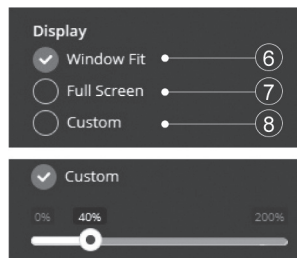 Display
Window Fit 6
Full Screen 7
Custom 8
Custom
0% 40% 200%